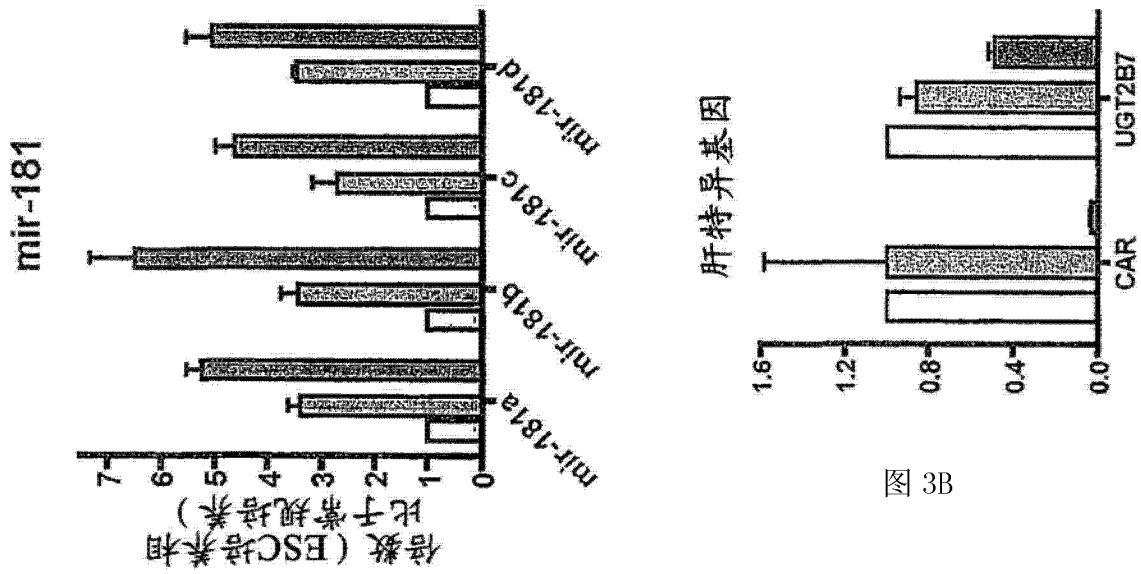 mir-181
倍数（ESC培养相
比于常规培养）
7
6
5
4
3
2
1
0
mir-181a
mir-181b
mir-181c
mir-181d
肝特异基因
1.6
1.2
0.8
0.4
0.0
CAR
UGT2B7
图 3B